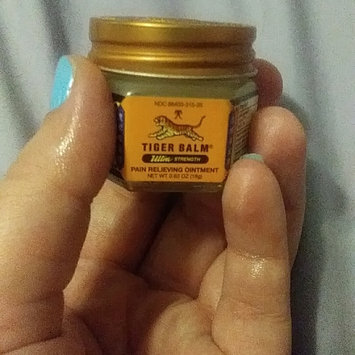 TIGER BALM®
Ultra STRENGTH
PAIN RELIEVING OINTMENT
NET WT 0.63 OZ (18g)